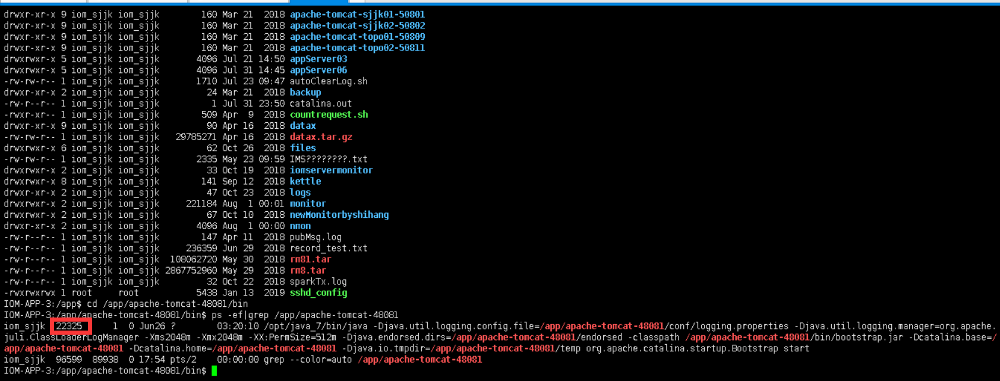 drwxr-xr-x 9 iom_sjjk iom_sjjk        160 Mar 21  2018 apache-tomcat-sjjk01-50801
drwxr-xr-x 9 iom_sjjk iom_sjjk        160 Mar 21  2018 apache-tomcat-sjjk02-50802
drwxr-xr-x 9 iom_sjjk iom_sjjk        160 Mar 21  2018 apache-tomcat-topo01-50809
drwxr-xr-x 9 iom_sjjk iom_sjjk        160 Mar 21  2018 apache-tomcat-topo02-50811
drwxrwxr-x 5 iom_sjjk iom_sjjk       4096 Jul 21 14:50 appServer03
drwxrwxr-x 5 iom_sjjk iom_sjjk       4096 Jul 31 14:45 appServer06
-rw-rw-r-- 1 iom_sjjk iom_sjjk       1710 Jul 23 09:47 autoClearLog.sh
drwxr-xr-x 2 iom_sjjk iom_sjjk         24 Mar 21  2018 backup
-rw-rw-r-- 1 iom_sjjk iom_sjjk          1 Jul 31 23:50 catalina.out
-rwxr-xr-- 1 iom_sjjk iom_sjjk        509 Apr  9  2018 countrequest.sh
drwxr-xr-x 9 iom_sjjk iom_sjjk         90 Apr 16  2018 datax
-rw-rw-r-- 1 iom_sjjk iom_sjjk   29785271 Apr 16  2018 datax.tar.gz
drwxrwxr-x 6 iom_sjjk iom_sjjk         62 Oct 26  2018 files
-rw-rw-r-- 1 iom_sjjk iom_sjjk       2335 May 23 09:59 IMS????????.txt
drwxrwxr-x 2 iom_sjjk iom_sjjk         33 Oct 19  2018 iomservermonitor
drwxrwxr-x 8 iom_sjjk iom_sjjk        141 Sep 12  2018 kettle
drwxr-xr-x 2 iom_sjjk iom_sjjk         47 Oct 23  2018 logs
drwxrwxr-x 2 iom_sjjk iom_sjjk     221184 Aug  1 00:01 monitor
drwxrwxr-x 2 iom_sjjk iom_sjjk         67 Oct 10  2018 newMonitorbyshihang
drwxr-xr-x 2 iom_sjjk iom_sjjk       4096 Aug  1 00:00 nmon
-rw-r--r-- 1 iom_sjjk iom_sjjk        147 Apr 11  2018 pubMsg.log
-rw-r--r-- 1 iom_sjjk iom_sjjk     236359 Jun 29  2018 record_test.txt
-rw-r--r-- 1 iom_sjjk iom_sjjk  108062720 May 30  2018 rm81.tar
-rw-r--r-- 1 iom_sjjk iom_sjjk 2867752960 May 29  2018 rm8.tar
-rw-r--r-- 1 iom_sjjk iom_sjjk         32 Oct 22  2018 sparkTx.log
-rwxrwxrwx 1 root     root           5438 Jan 13  2019 sshd_config
IOM-APP-3:/app$ cd /app/apache-tomcat-48081/bin
IOM-APP-3:/app/apache-tomcat-48081/bin$ ps -ef|grep /app/apache-tomcat-48081
iom_sjjk  22325      1  0 Jun26 ?        03:20:10 /opt/java_7/bin/java -Djava.util.logging.config.file=/app/apache-tomcat-48081/conf/logging.properties -Djava.util.logging.manager=org.apache.
juli.ClassLoaderLogManager -Xms2048m -Xmx2048m -XX:PermSize=512m -Djava.endorsed.dirs=/app/apache-tomcat-48081/endorsed -classpath /app/apache-tomcat-48081/bin/bootstrap.jar -Dcatalina.base=/
app/apache-tomcat-48081 -Dcatalina.home=/app/apache-tomcat-48081 -Djava.io.tmpdir=/app/apache-tomcat-48081/temp org.apache.catalina.startup.Bootstrap start
iom_sjjk  96599  89938  0 17:54 pts/2    00:00:00 grep --color=auto /app/apache-tomcat-48081
IOM-APP-3:/app/apache-tomcat-48081/bin$